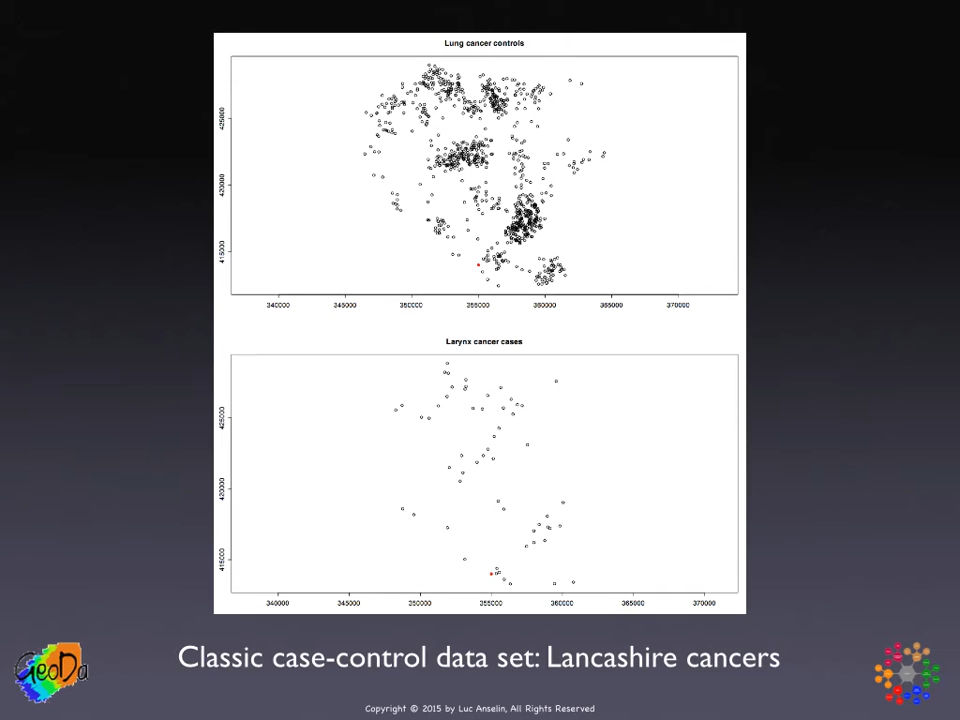 Lung cancer controls
425000
420000
415000
340000 345000 350000 355000 360000 365000 370000
Larynx cancer cases
425000
420000
415000
340000 345000 350000 355000 360000 365000 370000
Classic case-control data set: Lancashire cancers
GeoDa
Copyright © 2015 by Luc Anselin, All Rights Reserved